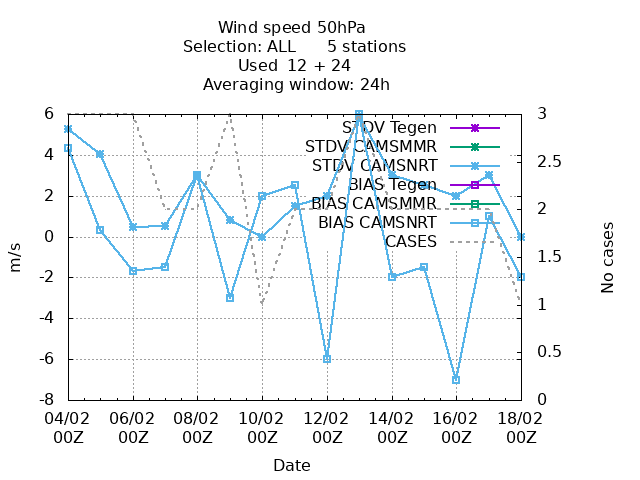 Wind speed 50hPa
Selection: ALL 5 stations
Used 12 + 24
Averaging window: 24h
6
4
2
0
-2
-4
-6
-8
m/s
3
2.5
2
1.5
1
0.5
0
No cases
STDV Tegen
STDV CAMSMMR
STDV CAMSNRT
BIAS Tegen
BIAS CAMSMMR
BIAS CAMSNRT
CASES
04/02 06/02 08/02 10/02 12/02 14/02 16/02 18/02
00Z 00Z 00Z 00Z 00Z 00Z 00Z 00Z
Date